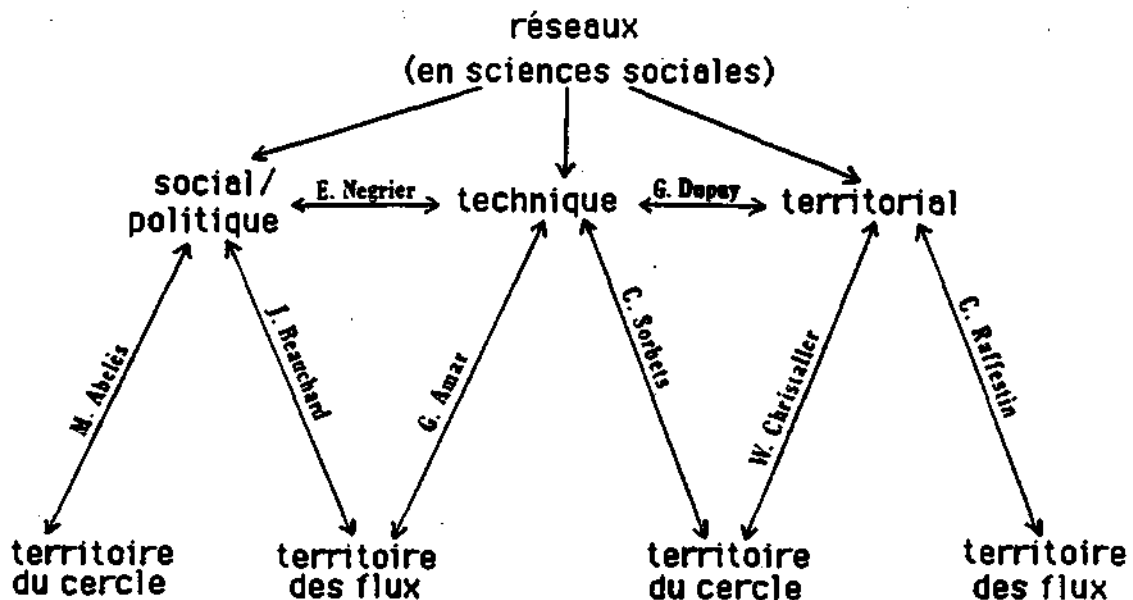 réseaux
(en sciences sociales)
social/
politique
E. Negrier
technique
G. Dupuy
territorial
M. Abelès
J. Beauchard
G. Amar
C. Sorbets
W. Christaller
C. Raffestin
territoire
du cercle
territoire
des flux
territoire
du cercle
territoire
des flux